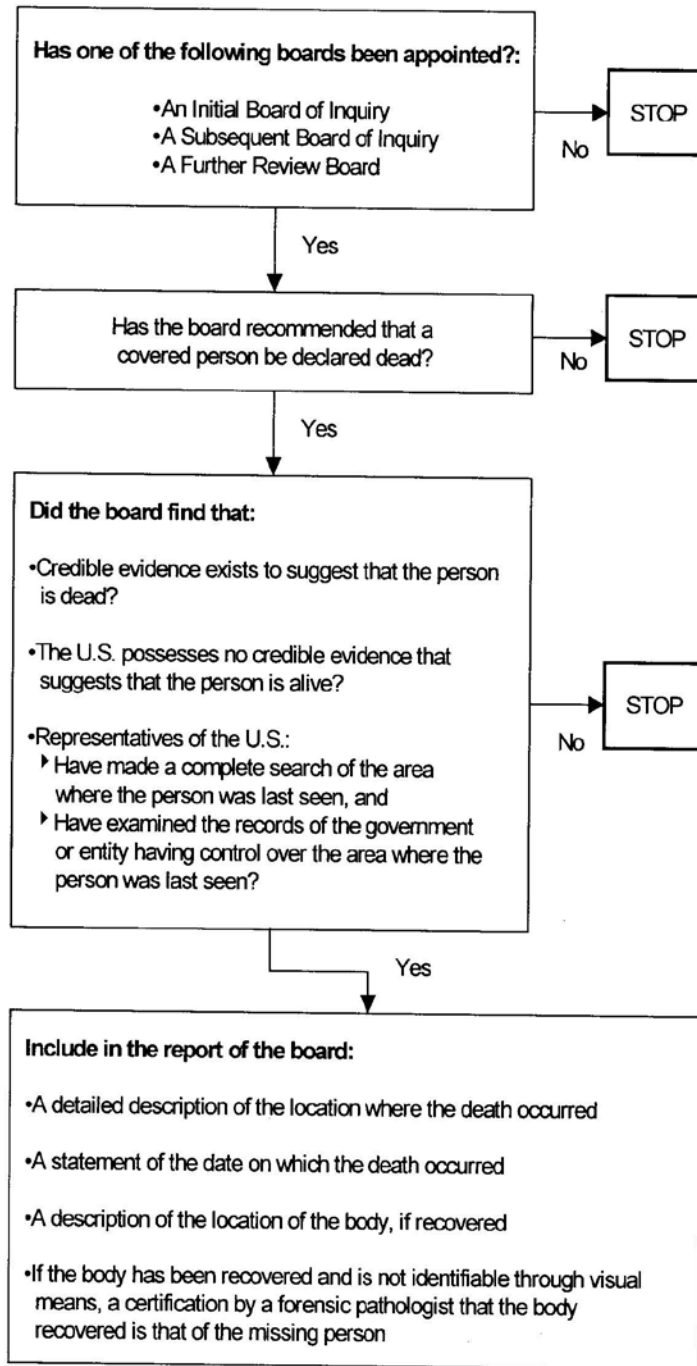 Has one of the following boards been appointed?:
•An Initial Board of Inquiry
•A Subsequent Board of Inquiry
•A Further Review Board
STOP
No
Yes
Has the board recommended that a
covered person be declared dead?
STOP
No
Yes
Did the board find that:
•Credible evidence exists to suggest that the person
is dead?
•The U.S. possesses no credible evidence that
suggests that the person is alive?
•Representatives of the U.S.:
Have made a complete search of the area
where the person was last seen, and
Have examined the records of the government
or entity having control over the area where the
person was last seen?
STOP
No
Yes
Include in the report of the board:
•A detailed description of the location where the death occurred
•A statement of the date on which the death occurred
•A description of the location of the body, if recovered
•If the body has been recovered and is not identifiable through visual
means, a certification by a forensic pathologist that the body
recovered is that of the missing person